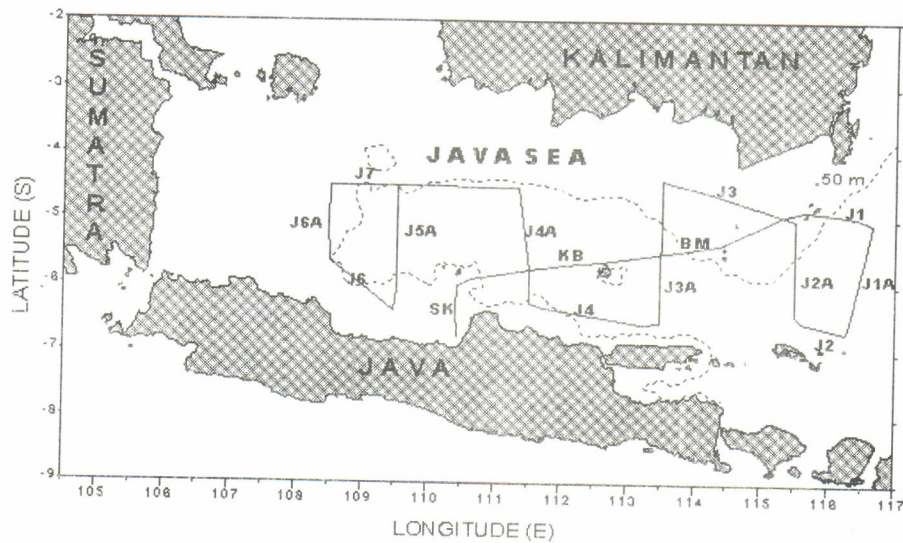 -2
-3
-4
-5
-6
-7
-8
-9
LATITUDE (S)
SUMATRA
KALIMANTAN
JAVA SEA
50 m
J7
J3
J1
J6A
J5A
J4A
KB
BM
J6
SK
J4
J3A
J2A
J1A
J2
JAVA
105 106 107 108 109 110 111 112 113 114 115 116 117
LONGITUDE (E)